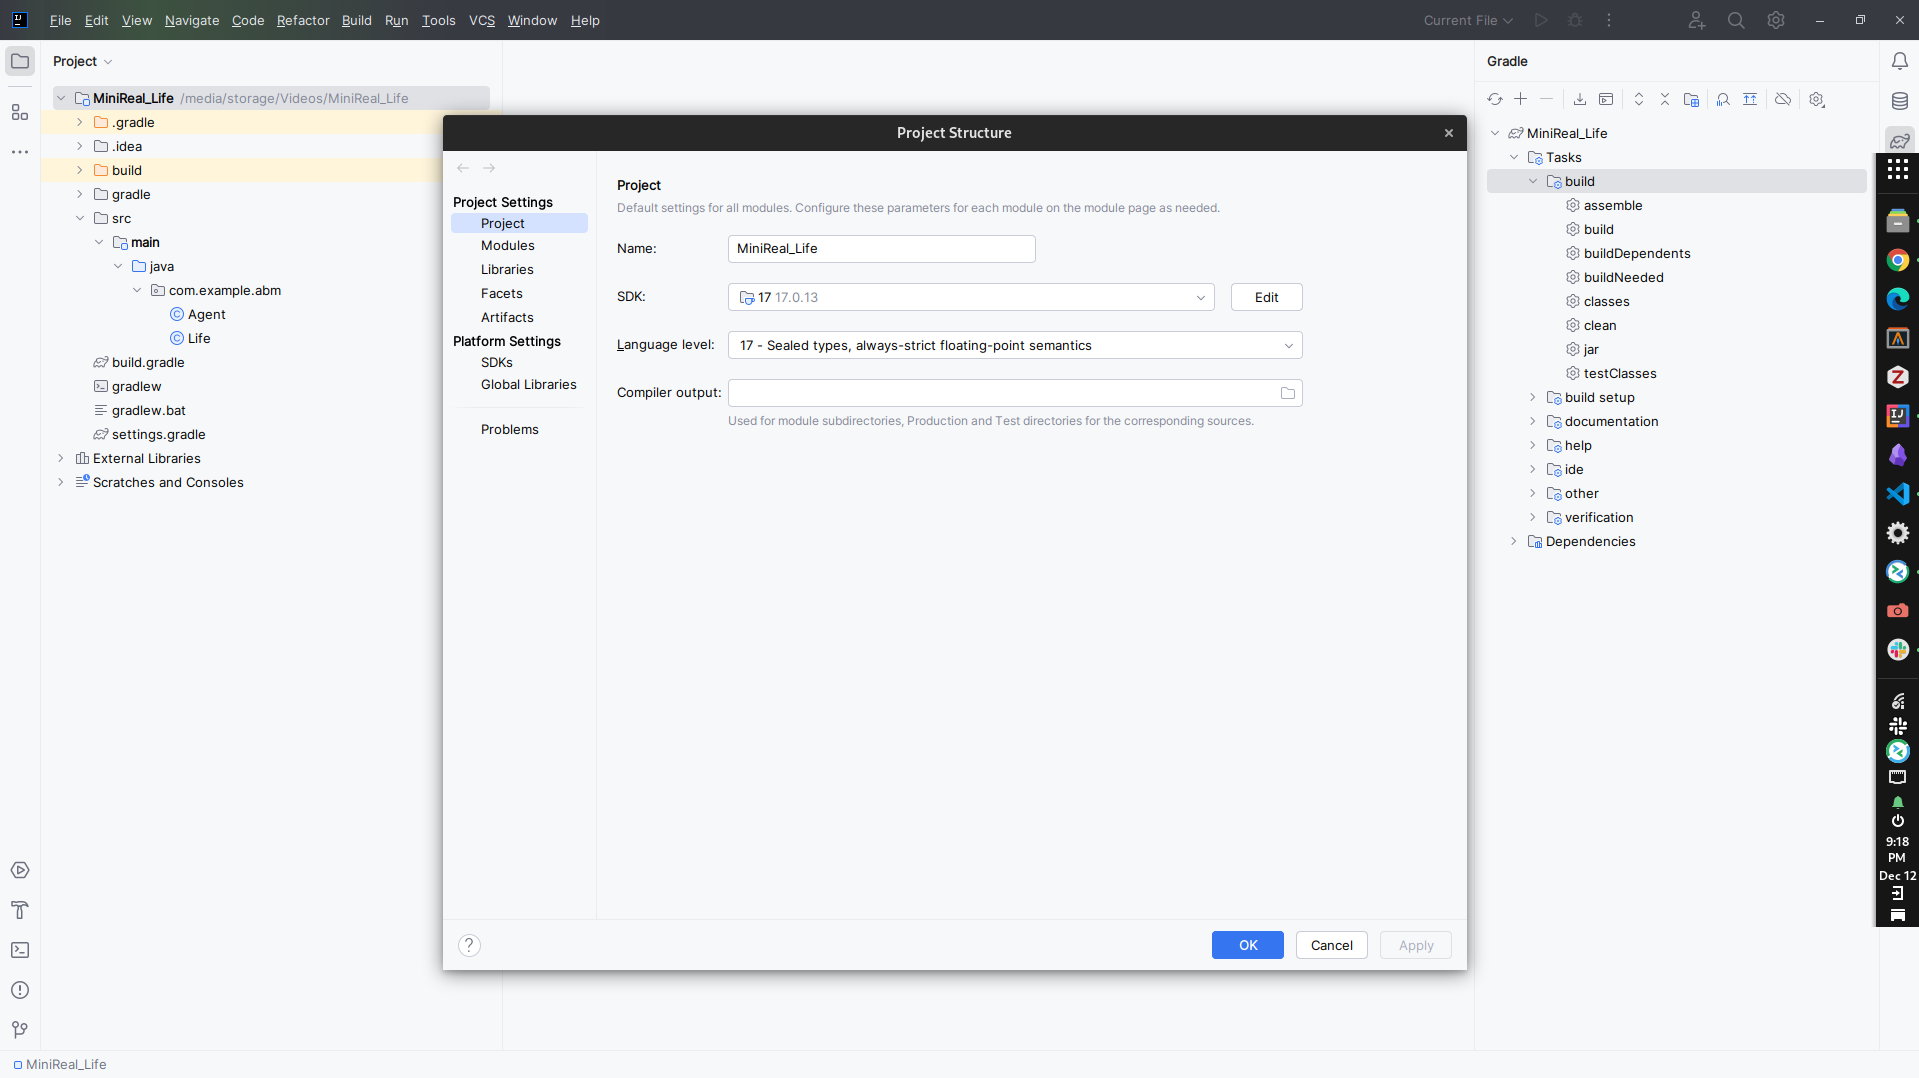 File Edit View Navigate Code Refactor Build Run Tools VCS Window Help
Current File
Project
MiniReal_Life /media/storage/Videos/MiniReal_Life
.gradle
.idea
build
gradle
src
main
java
com.example.abm
Agent
Life
build.gradle
gradlew
gradlew.bat
settings.gradle
External Libraries
Scratches and Consoles
Project Structure
Project Settings
Project
Modules
Libraries
Facets
Artifacts
Platform Settings
SDKs
Global Libraries
Problems
Project
Default settings for all modules. Configure these parameters for each module on the module page as needed.
Name: MiniReal_Life
SDK: 17 17.0.13 Edit
Language level: 17 - Sealed types, always-strict floating-point semantics
Compiler output:
Used for module subdirectories, Production and Test directories for the corresponding sources.
? OK Cancel Apply
Gradle
MiniReal_Life
Tasks
build
assemble
build
buildDependents
buildNeeded
classes
clean
jar
testClasses
build setup
documentation
help
ide
other
verification
Dependencies
9:18
PM
Dec 12
MiniReal_Life